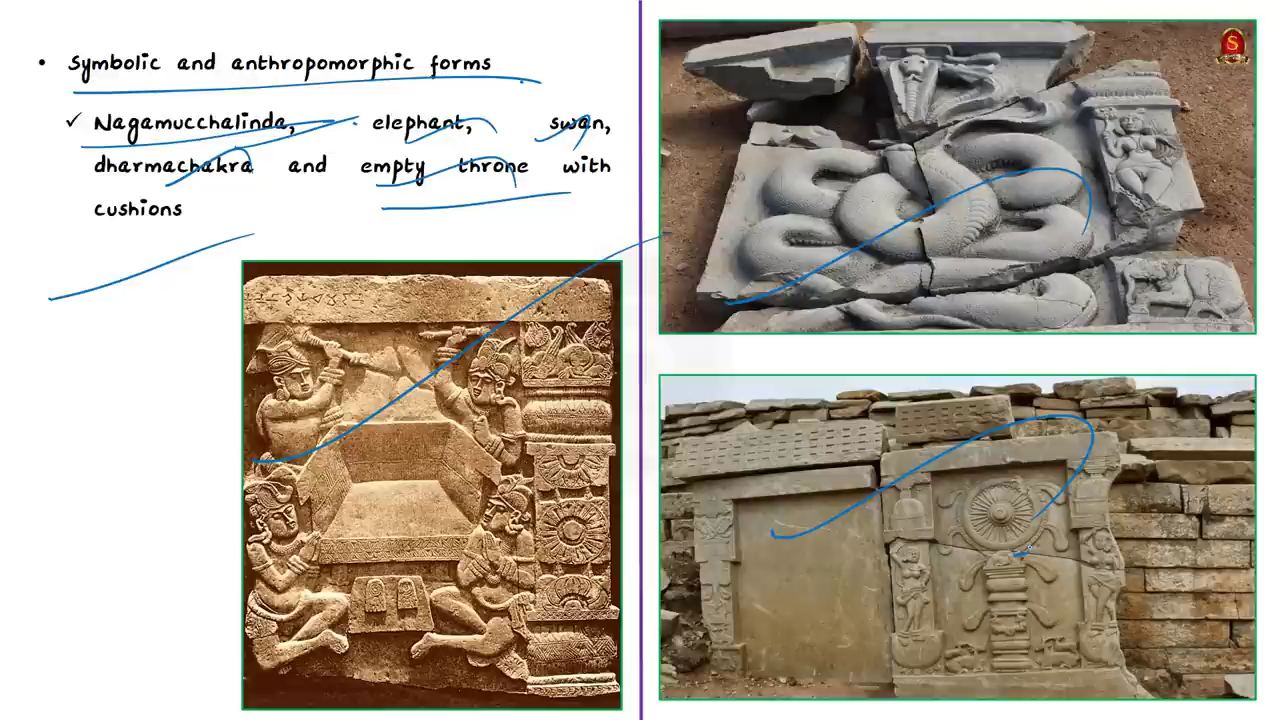 • Symbolic and anthropomorphic forms
✓ Nagamucchalinda, elephant, swan,
dharmachakra and empty throne with
cushions
S